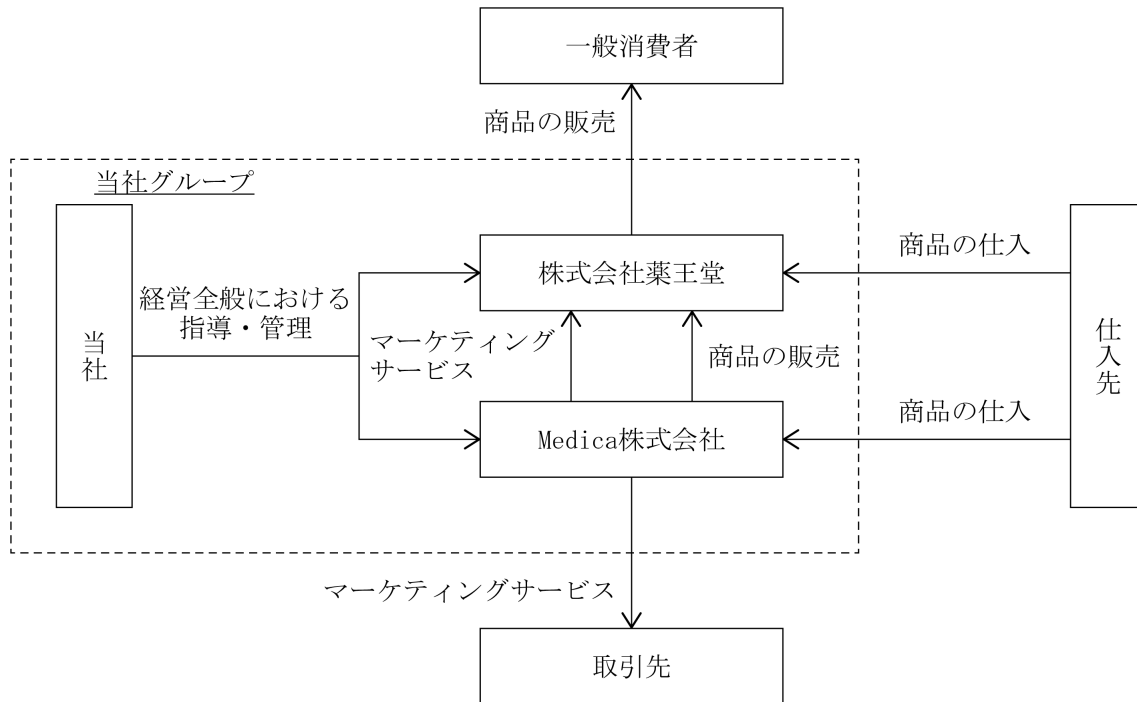 一般消費者
商品の販売
当社グループ
当社
経営全般における
指導・管理
株式会社薬王堂
商品の仕入
マーケティング
サービス
商品の販売
仕入先
Medica株式会社
商品の仕入
マーケティングサービス
取引先